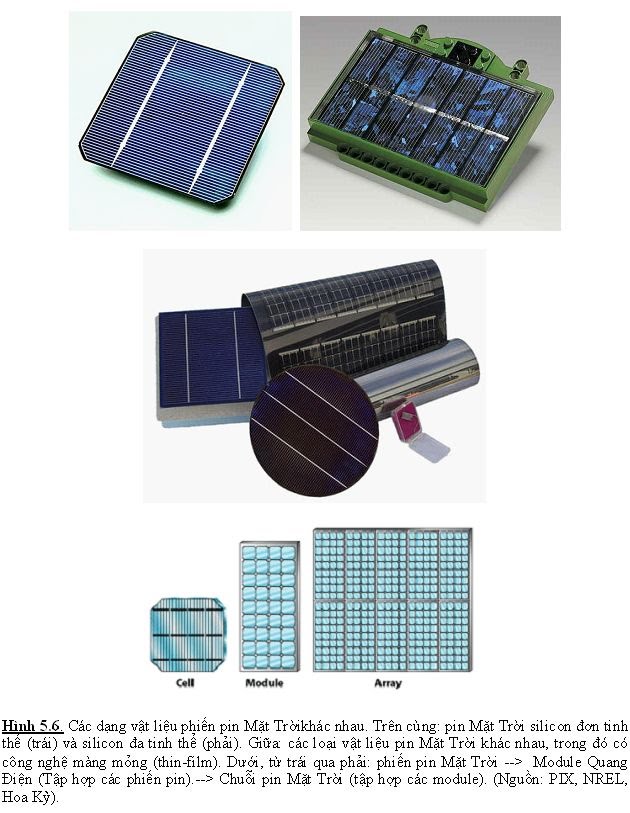 Cell
Module
Array
Hình 5.6. Các dạng vật liệu phiến pin Mặt Trờikhác nhau. Trên cùng: pin Mặt Trời silicon đơn tinh
thể (trái) và silicon đa tinh thể (phải). Giữa: các loại vật liệu pin Mặt Trời khác nhau, trong đó có
công nghệ màng mỏng (thin-film). Dưới, từ trái qua phải: phiến pin Mặt Trời --> Module Quang
Điện (Tập hợp các phiến pin).--> Chuỗi pin Mặt Trời (tập hợp các module). (Nguồn: PIX, NREL,
Hoa Kỳ).